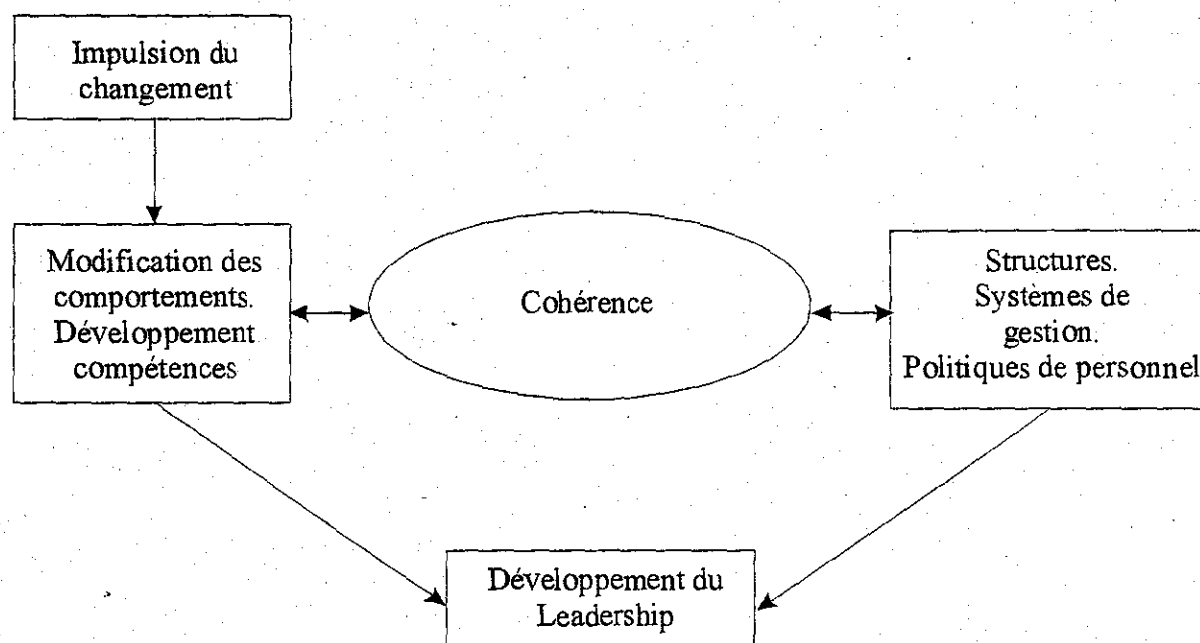 Impulsion du
changement
Modification des
comportements.
Développement
compétences
Cohérence
Structures.
Systèmes de
gestion.
Politiques de personnel
Développement du
Leadership